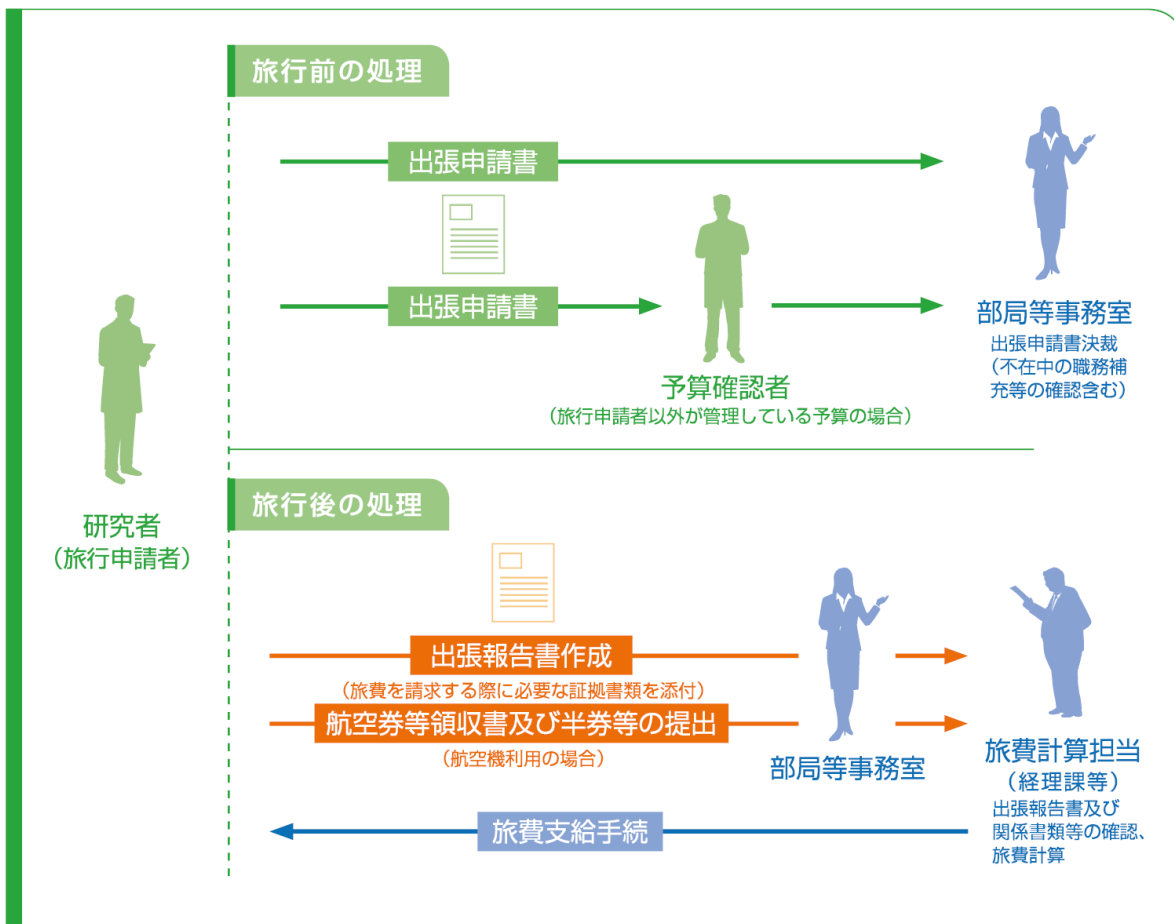 旅行前の処理
出張申請書
出張申請書
部局等事務室
出張申請書決裁
（不在中の職務補
充等の確認含む）
予算確認者
（旅行申請者以外が管理している予算の場合）
研究者
（旅行申請者）
旅行後の処理
出張報告書作成
（旅費を請求する際に必要な証拠書類を添付）
航空券等領収書及び半券等の提出
（航空機利用の場合）
部局等事務室
旅費計算担当
（経理課等）
出張報告書及び
関係書類等の確認、
旅費計算
旅費支給手続